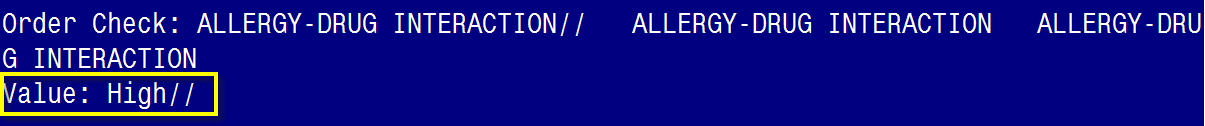 Order Check: ALLERGY-DRUG INTERACTION//   ALLERGY-DRUG INTERACTION   ALLERGY-DRU
G INTERACTION
Value: High//